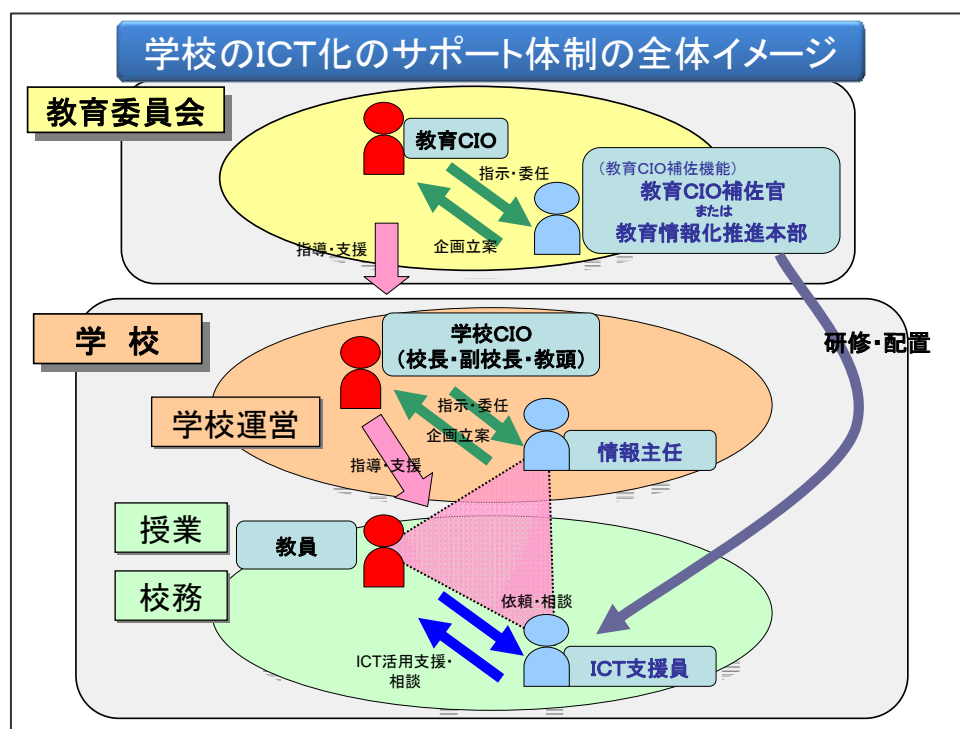 学校のICT化のサポート体制の全体イメージ
教育委員会
教育CIO
指示・委任
(教育CIO補佐機能)
教育CIO補佐官
または
教育情報化推進本部
指導・支援
企画立案
学 校
学校CIO
(校長・副校長・教頭)
研修・配置
学校運営
指示・委任
企画立案
情報主任
指導・支援
授業
教員
校務
依頼・相談
ICT活用支援・
相談
ICT支援員